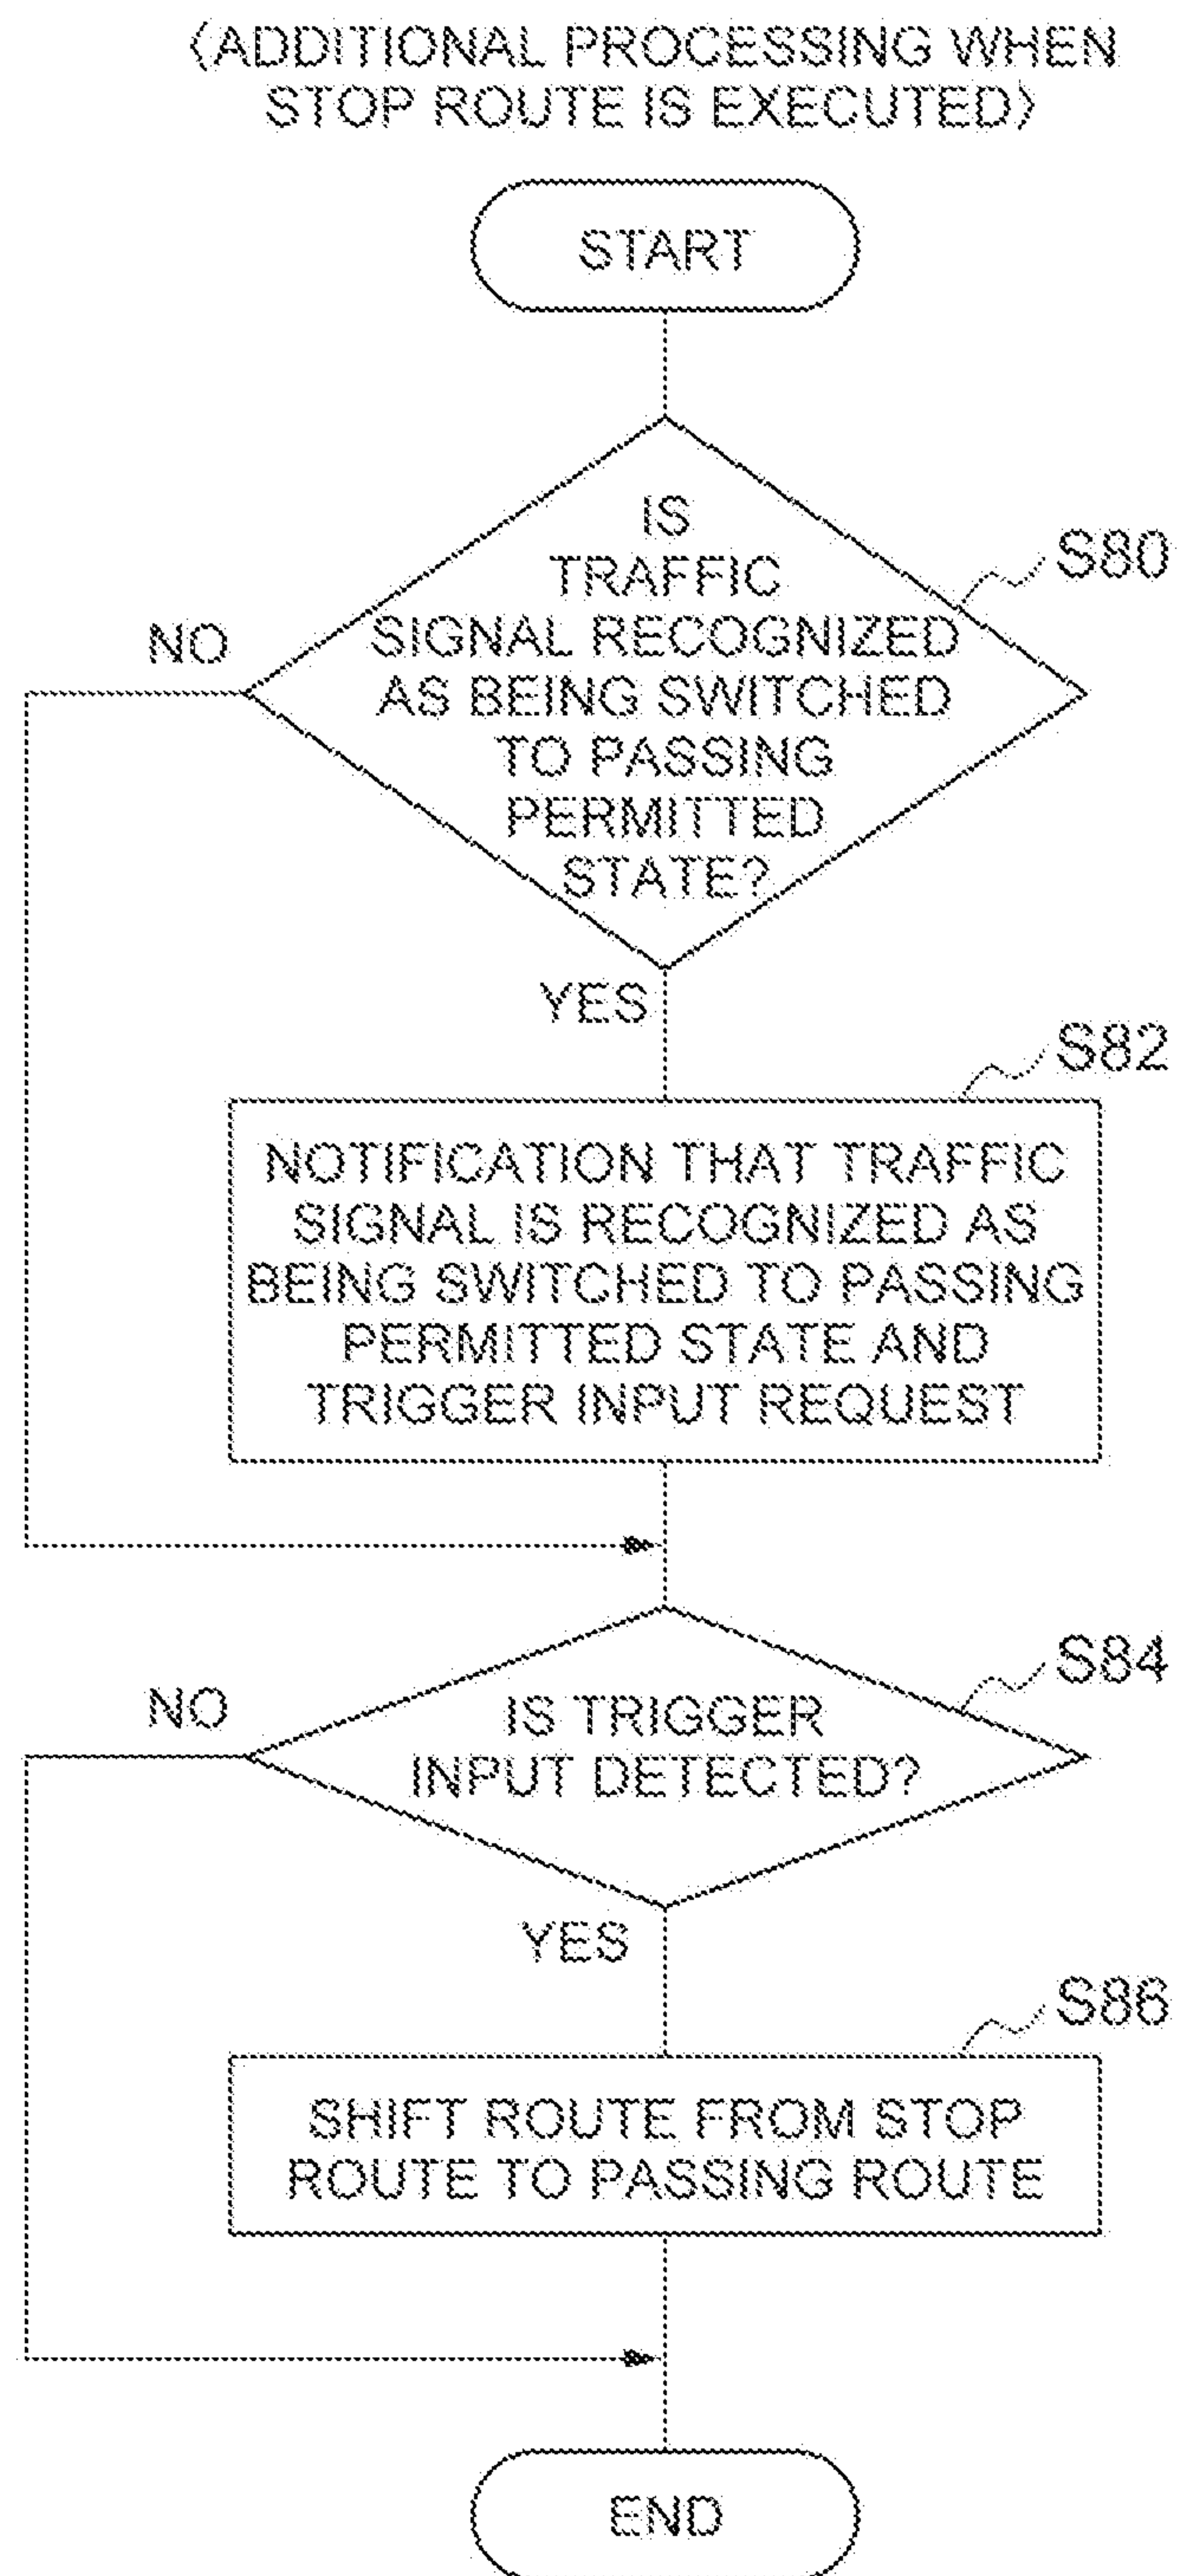 〈ADDITIONAL PROCESSING WHEN
STOP ROUTE IS EXECUTED〉
START
IS
TRAFFIC
SIGNAL RECOGNIZED
AS BEING SWITCHED
TO PASSING
PERMITTED
STATE?
S80
NO
YES
S82
NOTIFICATION THAT TRAFFIC
SIGNAL IS RECOGNIZED AS
BEING SWITCHED TO PASSING
PERMITTED STATE AND
TRIGGER INPUT REQUEST
S84
NO
IS TRIGGER
INPUT DETECTED?
YES
S86
SHIFT ROUTE FROM STOP
ROUTE TO PASSING ROUTE
END